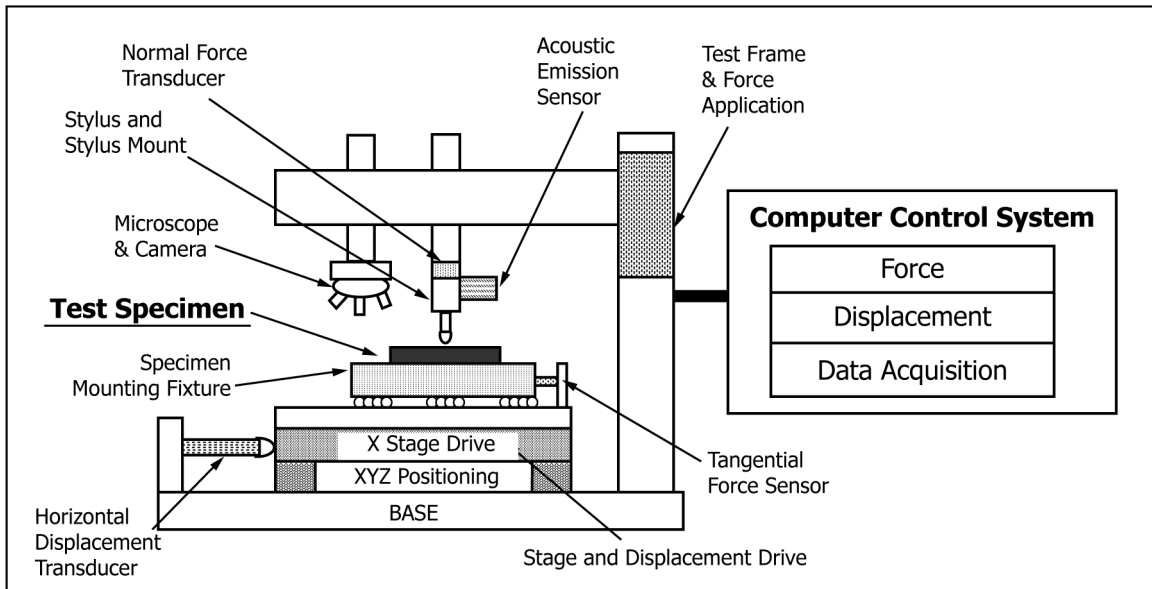 Normal Force
Transducer
Acoustic
Emission
Sensor
Test Frame
& Force
Application
Stylus and
Stylus Mount
Microscope
& Camera
Computer Control System
Force
Displacement
Data Acquisition
Test Specimen
Specimen
Mounting Fixture
X Stage Drive
XYZ Positioning
BASE
Tangential
Force Sensor
Horizontal
Displacement
Transducer
Stage and Displacement Drive